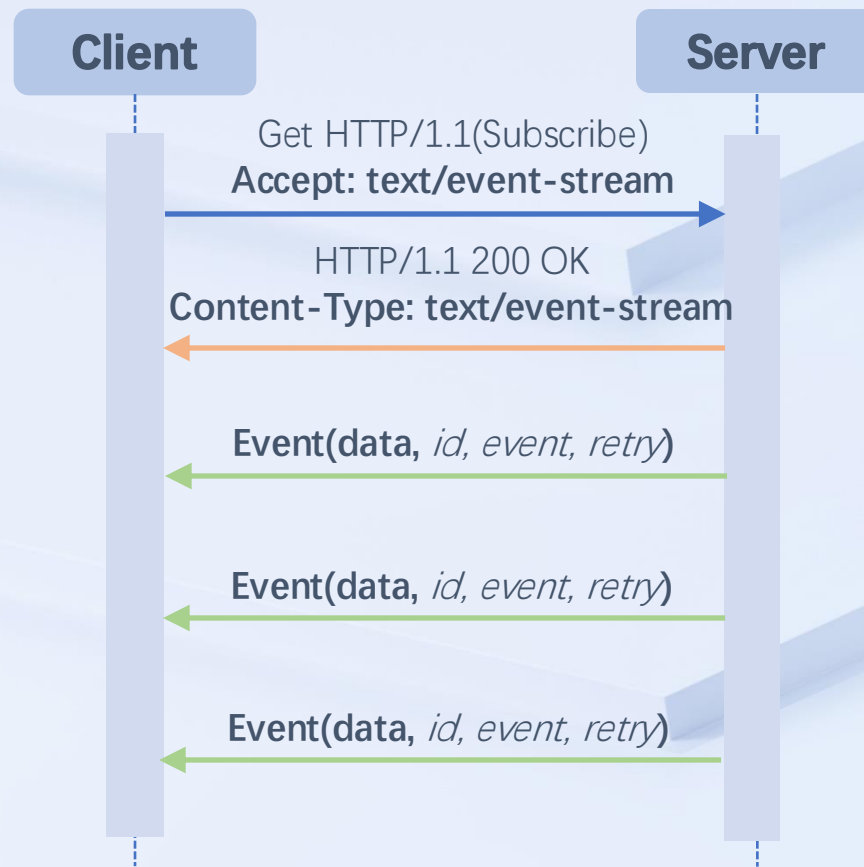 Client
Server
Get HTTP/1.1(Subscribe)
Accept: text/event-stream
HTTP/1.1 200 OK
Content-Type: text/event-stream
Event(data, id, event, retry)
Event(data, id, event, retry)
Event(data, id, event, retry)